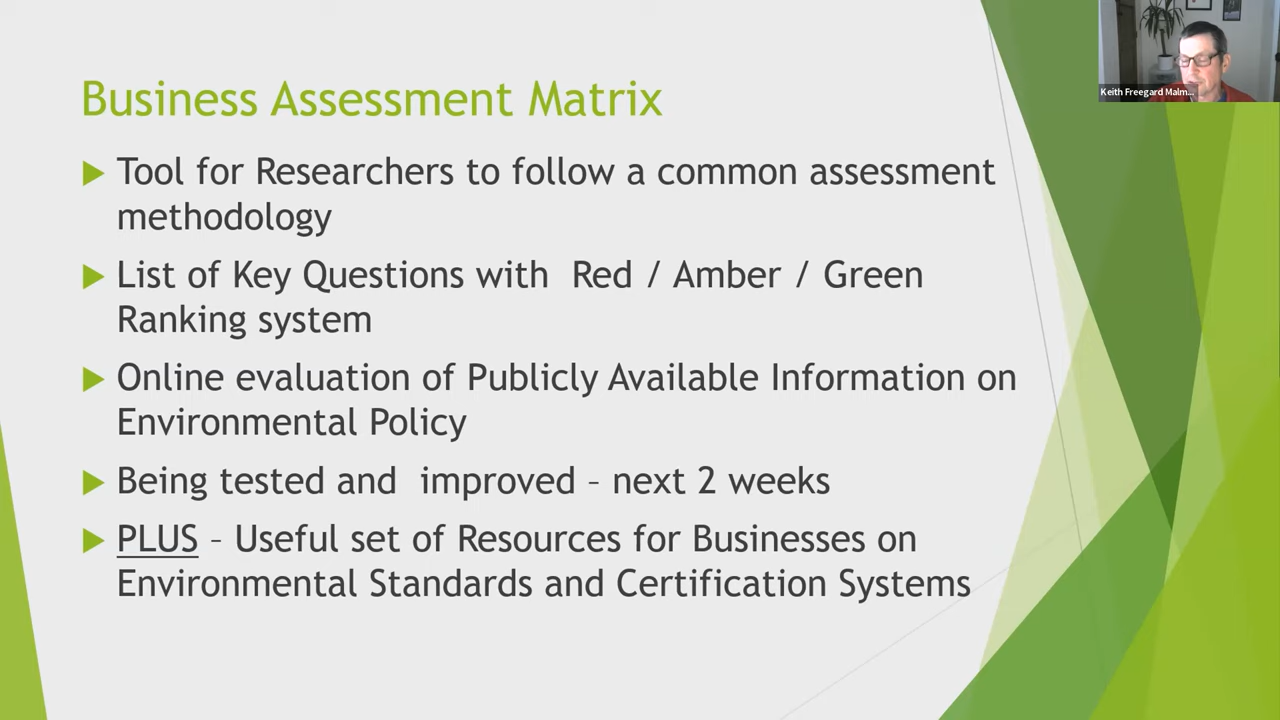 Business Assessment Matrix
Tool for Researchers to follow a common assessment
methodology
List of Key Questions with  Red / Amber / Green
Ranking system
Online evaluation of Publicly Available Information on
Environmental Policy
Being tested and  improved – next 2 weeks
PLUS – Useful set of Resources for Businesses on
Environmental Standards and Certification Systems
Keith Freegard Malm...